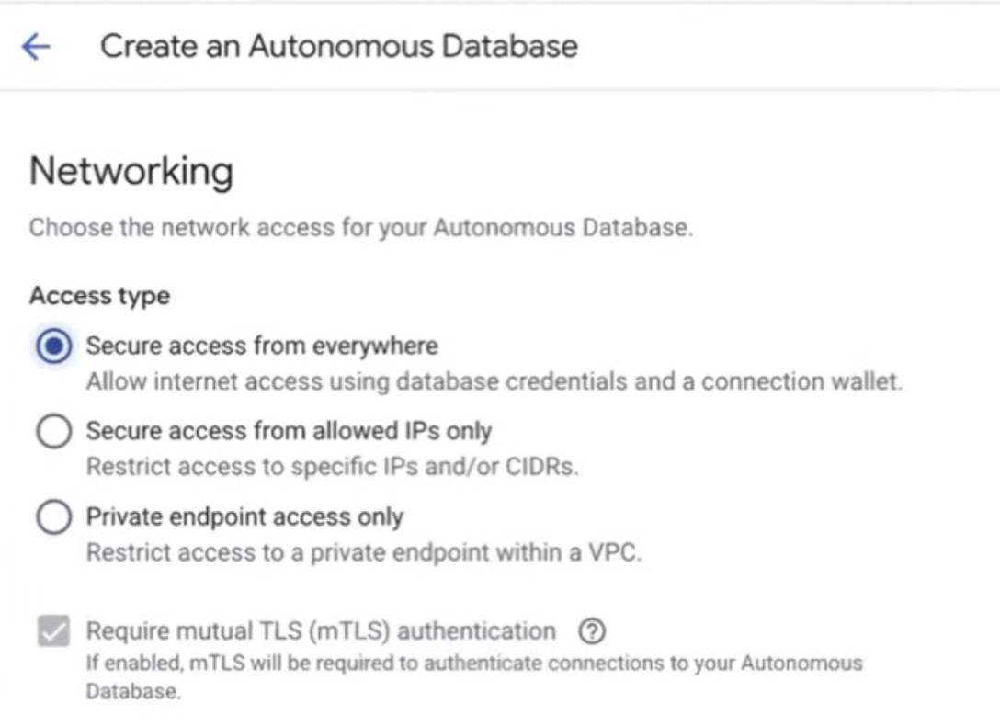 Create an Autonomous Database
Networking
Choose the network access for your Autonomous Database.
Access type
Secure access from everywhere
Allow internet access using database credentials and a connection wallet.
Secure access from allowed IPs only
Restrict access to specific IPs and/or CIDRs.
Private endpoint access only
Restrict access to a private endpoint within a VPC.
Require mutual TLS (mTLS) authentication
If enabled, mTLS will be required to authenticate connections to your Autonomous
Database.